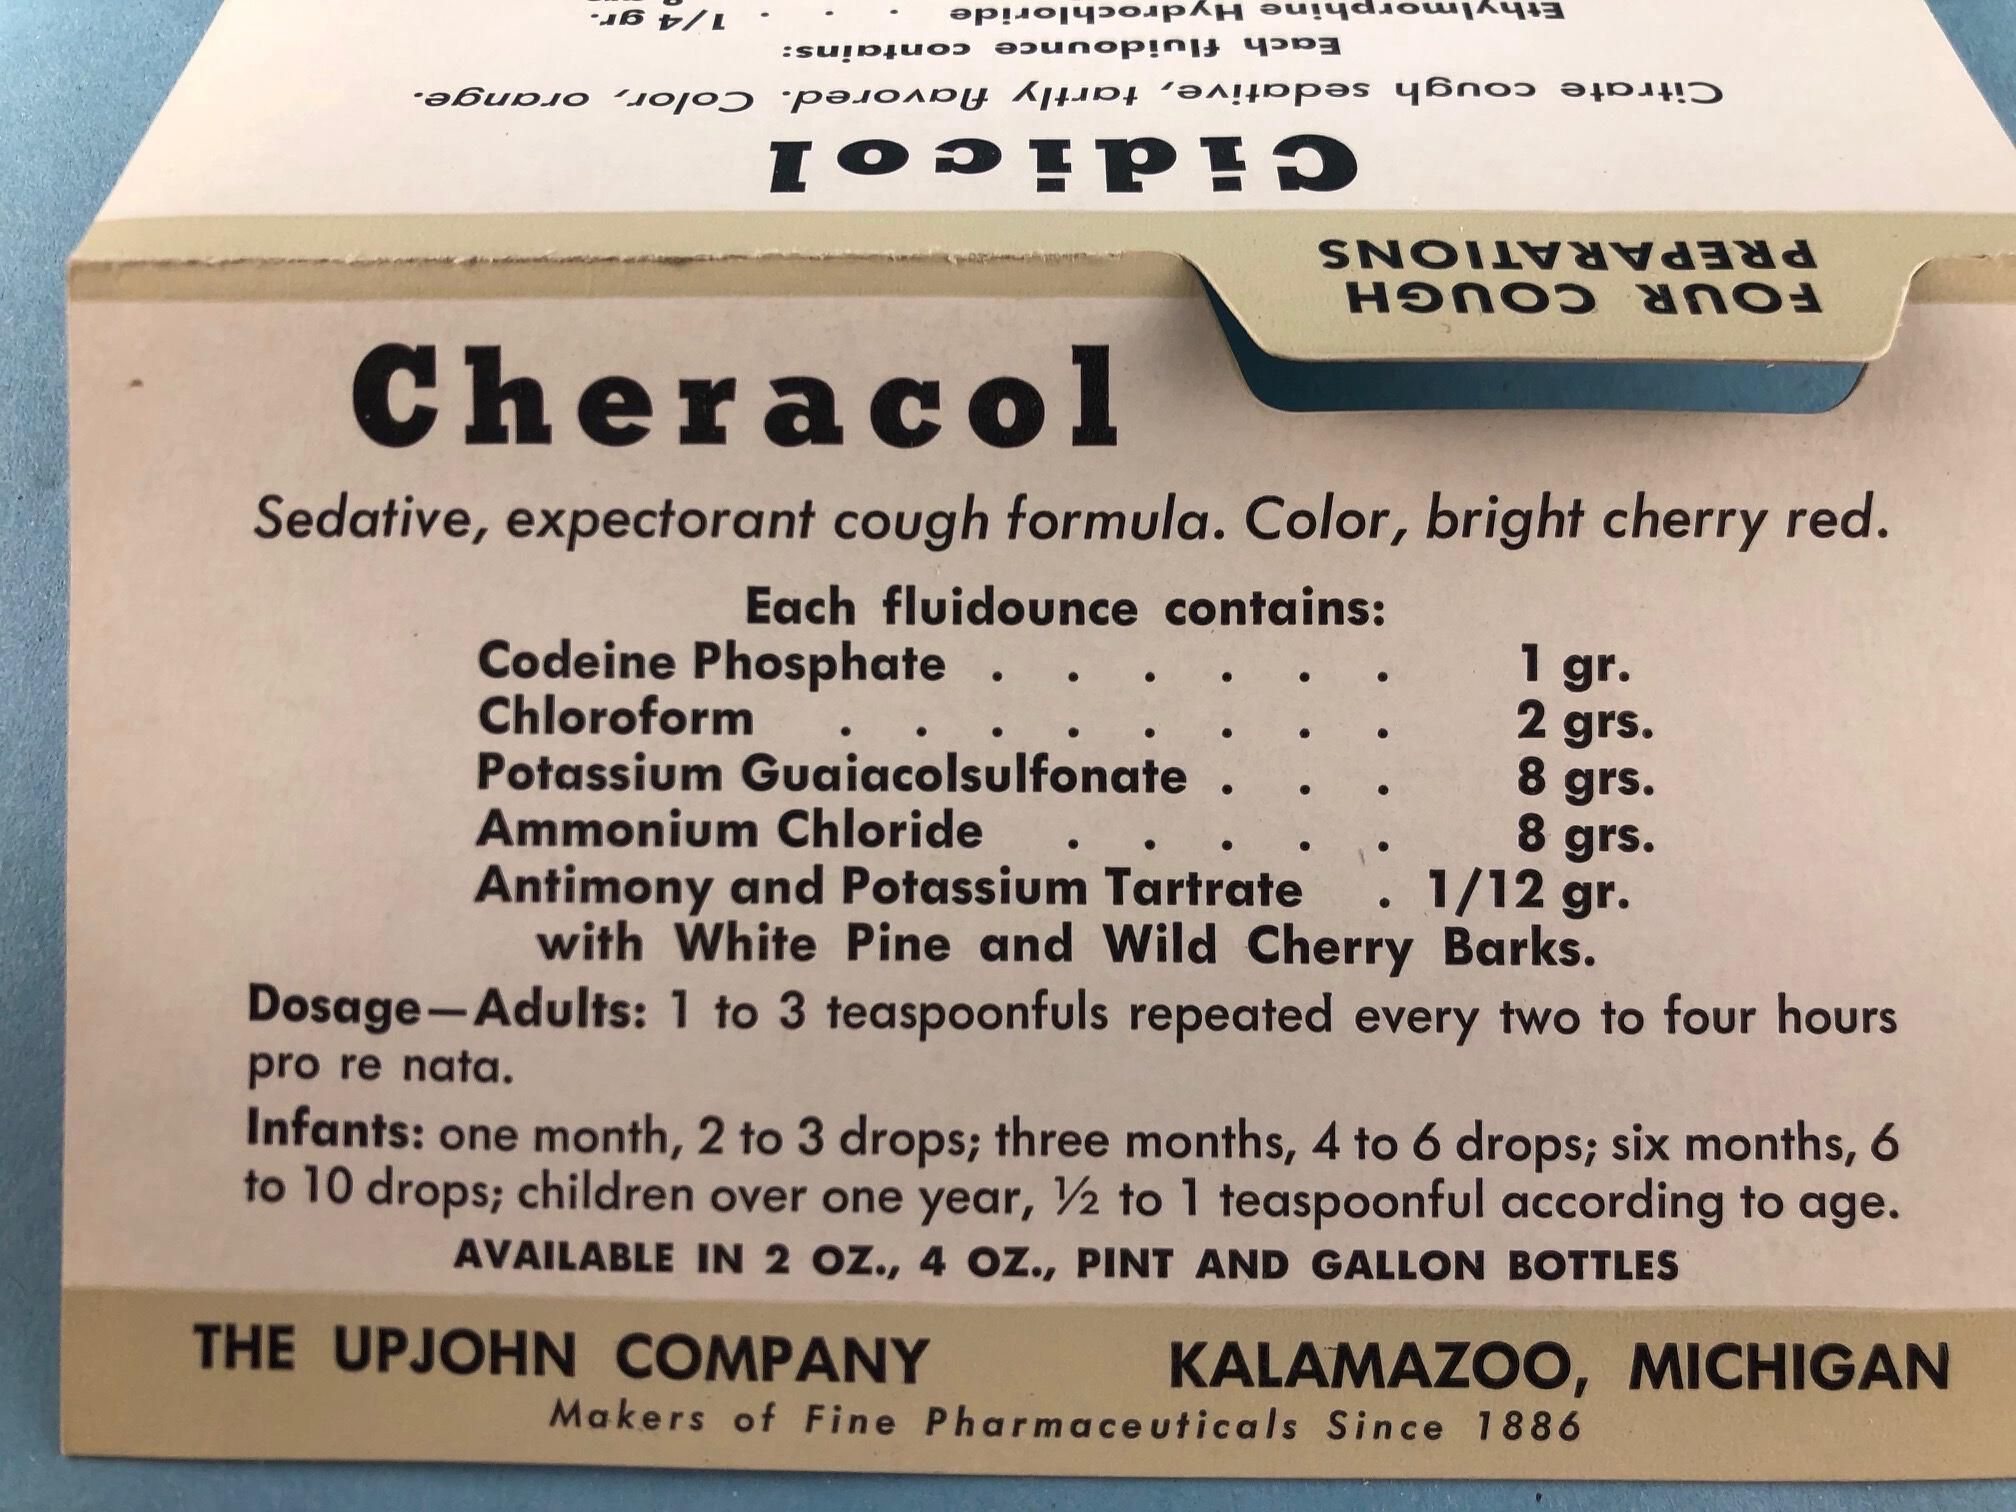 Ethylmorphine Hydrochloride . . . 1/4 gr.
Each fluidounce contains:
Citrate cough sedative, tartly flavored. Color, orange.
Cidicol
FOUR COUGH
PREPARATIONS
Cheracol
Sedative, expectorant cough formula. Color, bright cherry red.
Each fluidounce contains:
Codeine Phosphate . . . . . . 1 gr.
Chloroform . . . . . . . . 2 grs.
Potassium Guaiacolsulfonate . . . 8 grs.
Ammonium Chloride . . . . . 8 grs.
Antimony and Potassium Tartrate . 1/12 gr.
with White Pine and Wild Cherry Barks.
Dosage—Adults: 1 to 3 teaspoonfuls repeated every two to four hours
pro re nata.
Infants: one month, 2 to 3 drops; three months, 4 to 6 drops; six months, 6
to 10 drops; children over one year, ½ to 1 teaspoonful according to age.
AVAILABLE IN 2 OZ., 4 OZ., PINT AND GALLON BOTTLES
THE UPJOHN COMPANY KALAMAZOO, MICHIGAN
Makers of Fine Pharmaceuticals Since 1886